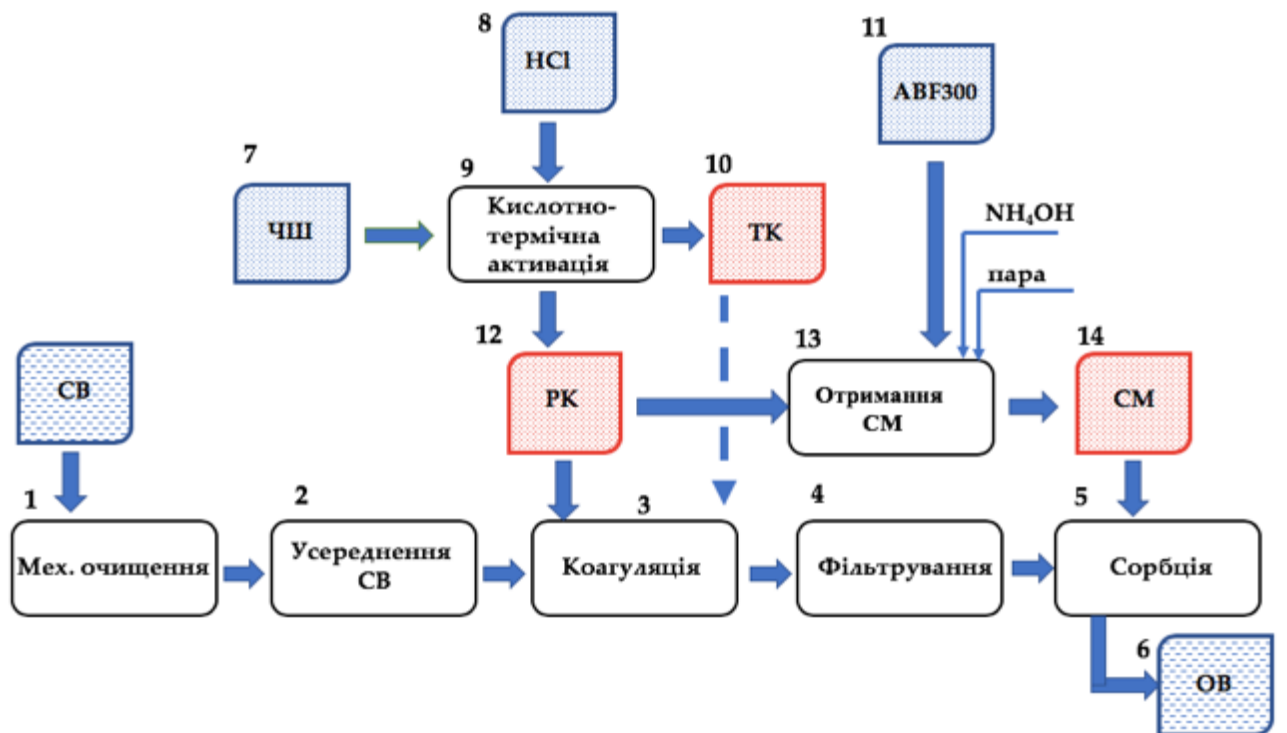 8
HCl
11
ABF300
7
ЧШ
9
Кислотно-
термічна
активація
10
ТК
NH₄OH
пара
12
РК
13
Отримання
СМ
14
СМ
СВ
1
Мех. очищення
2
Усереднення
СВ
3
Коагуляція
4
Фільтрування
5
Сорбція
6
ОВ